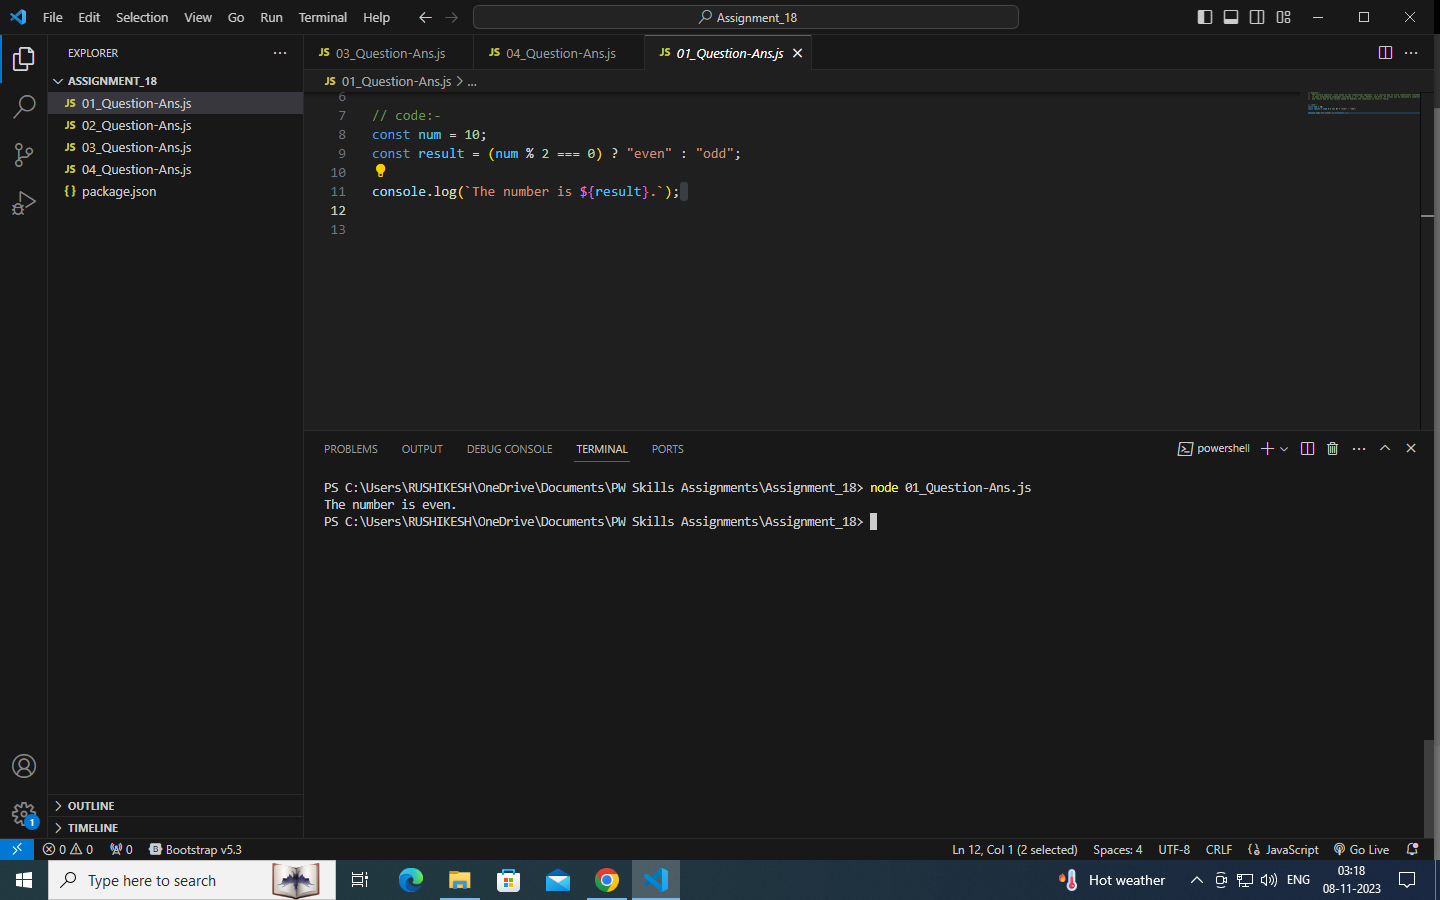 File Edit Selection View Go Run Terminal Help
Assignment_18
EXPLORER
ASSIGNMENT_18
JS 01_Question-Ans.js
JS 02_Question-Ans.js
JS 03_Question-Ans.js
JS 04_Question-Ans.js
{} package.json
OUTLINE
TIMELINE
JS 03_Question-Ans.js JS 04_Question-Ans.js JS 01_Question-Ans.js
JS 01_Question-Ans.js > ...
6
7 // code:-
8 const num = 10;
9 const result = (num % 2 === 0) ? "even" : "odd";
10
11 console.log(`The number is ${result}.`);
12
13
PROBLEMS OUTPUT DEBUG CONSOLE TERMINAL PORTS
powershell
PS C:\Users\RUSHIKESH\OneDrive\Documents\PW Skills Assignments\Assignment_18> node 01_Question-Ans.js
The number is even.
PS C:\Users\RUSHIKESH\OneDrive\Documents\PW Skills Assignments\Assignment_18>
1
0 0 0 B Bootstrap v5.3
Ln 12, Col 1 (2 selected) Spaces: 4 UTF-8 CRLF JavaScript Go Live
Type here to search
Hot weather
ENG
03:18
08-11-2023